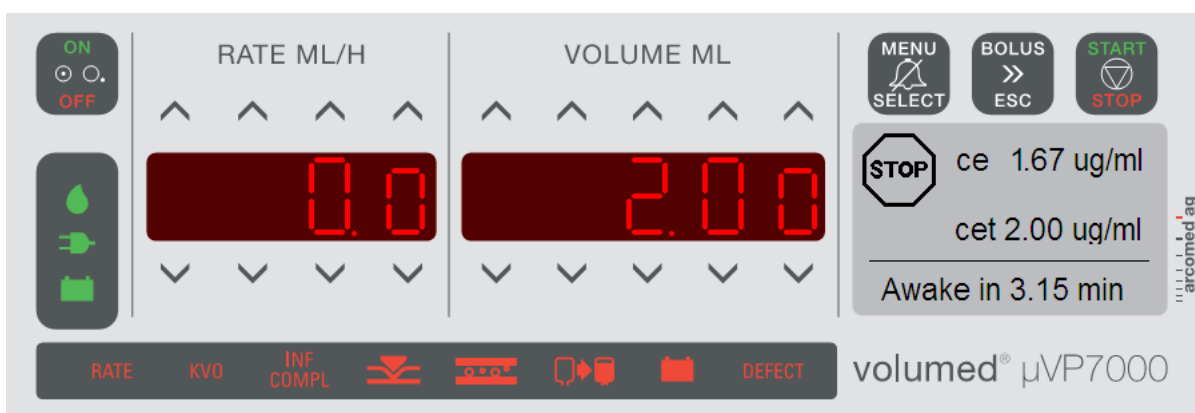 ON
OFF
RATE ML/H
VOLUME ML
MENU
SELECT
BOLUS
ESC
START
STOP
0.0
2.00
STOP
ce 1.67 ug/ml
cet 2.00 ug/ml
Awake in 3.15 min
arcomed ag
RATE
KVO
INF
COMPL
DEFECT
volumed® µVP7000